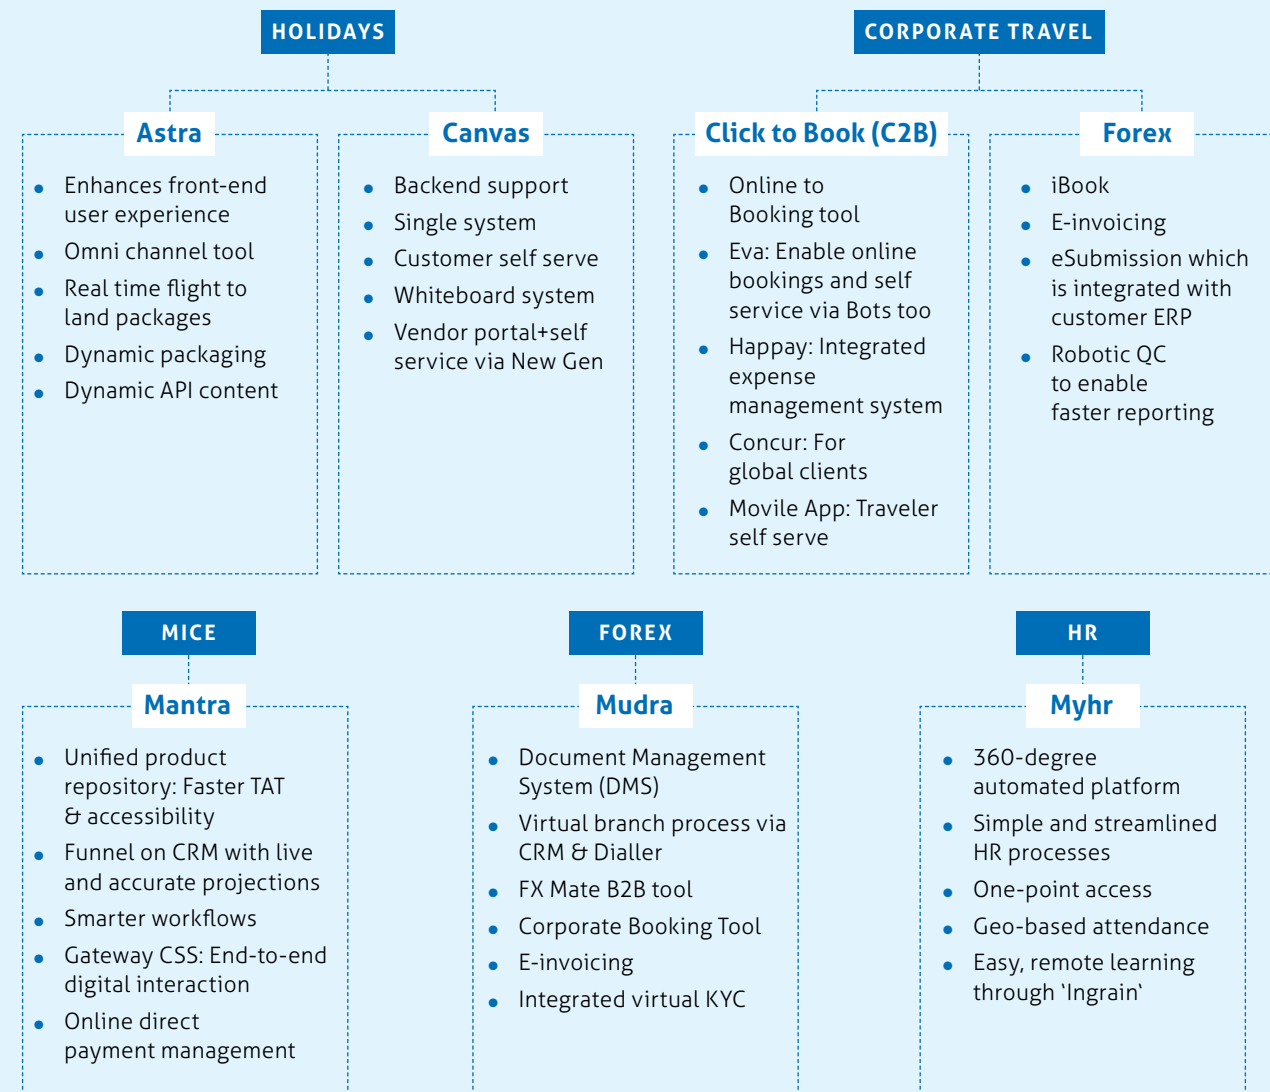 HOLIDAYS
Astra
Enhances front-end
user experience
Omni channel tool
Real time flight to
land packages
Dynamic packaging
Dynamic API content
Canvas
Backend support
Single system
Customer self serve
Whiteboard system
Vendor portal+self
service via New Gen
CORPORATE TRAVEL
Click to Book (C2B)
Online to
Booking tool
Eva: Enable online
bookings and self
service via Bots too
Happay: Integrated
expense
management system
Concur: For
global clients
Movile App: Traveler
self serve
Forex
iBook
E-invoicing
eSubmission which
is integrated with
customer ERP
Robotic QC
to enable
faster reporting
MICE
Mantra
Unified product
repository: Faster TAT
& accessibility
Funnel on CRM with live
and accurate projections
Smarter workflows
Gateway CSS: End-to-end
digital interaction
Online direct
payment management
FOREX
Mudra
Document Management
System (DMS)
Virtual branch process via
CRM & Dialler
FX Mate B2B tool
Corporate Booking Tool
E-invoicing
Integrated virtual KYC
HR
Myhr
360-degree
automated platform
Simple and streamlined
HR processes
One-point access
Geo-based attendance
Easy, remote learning
through ‘Ingrain‘